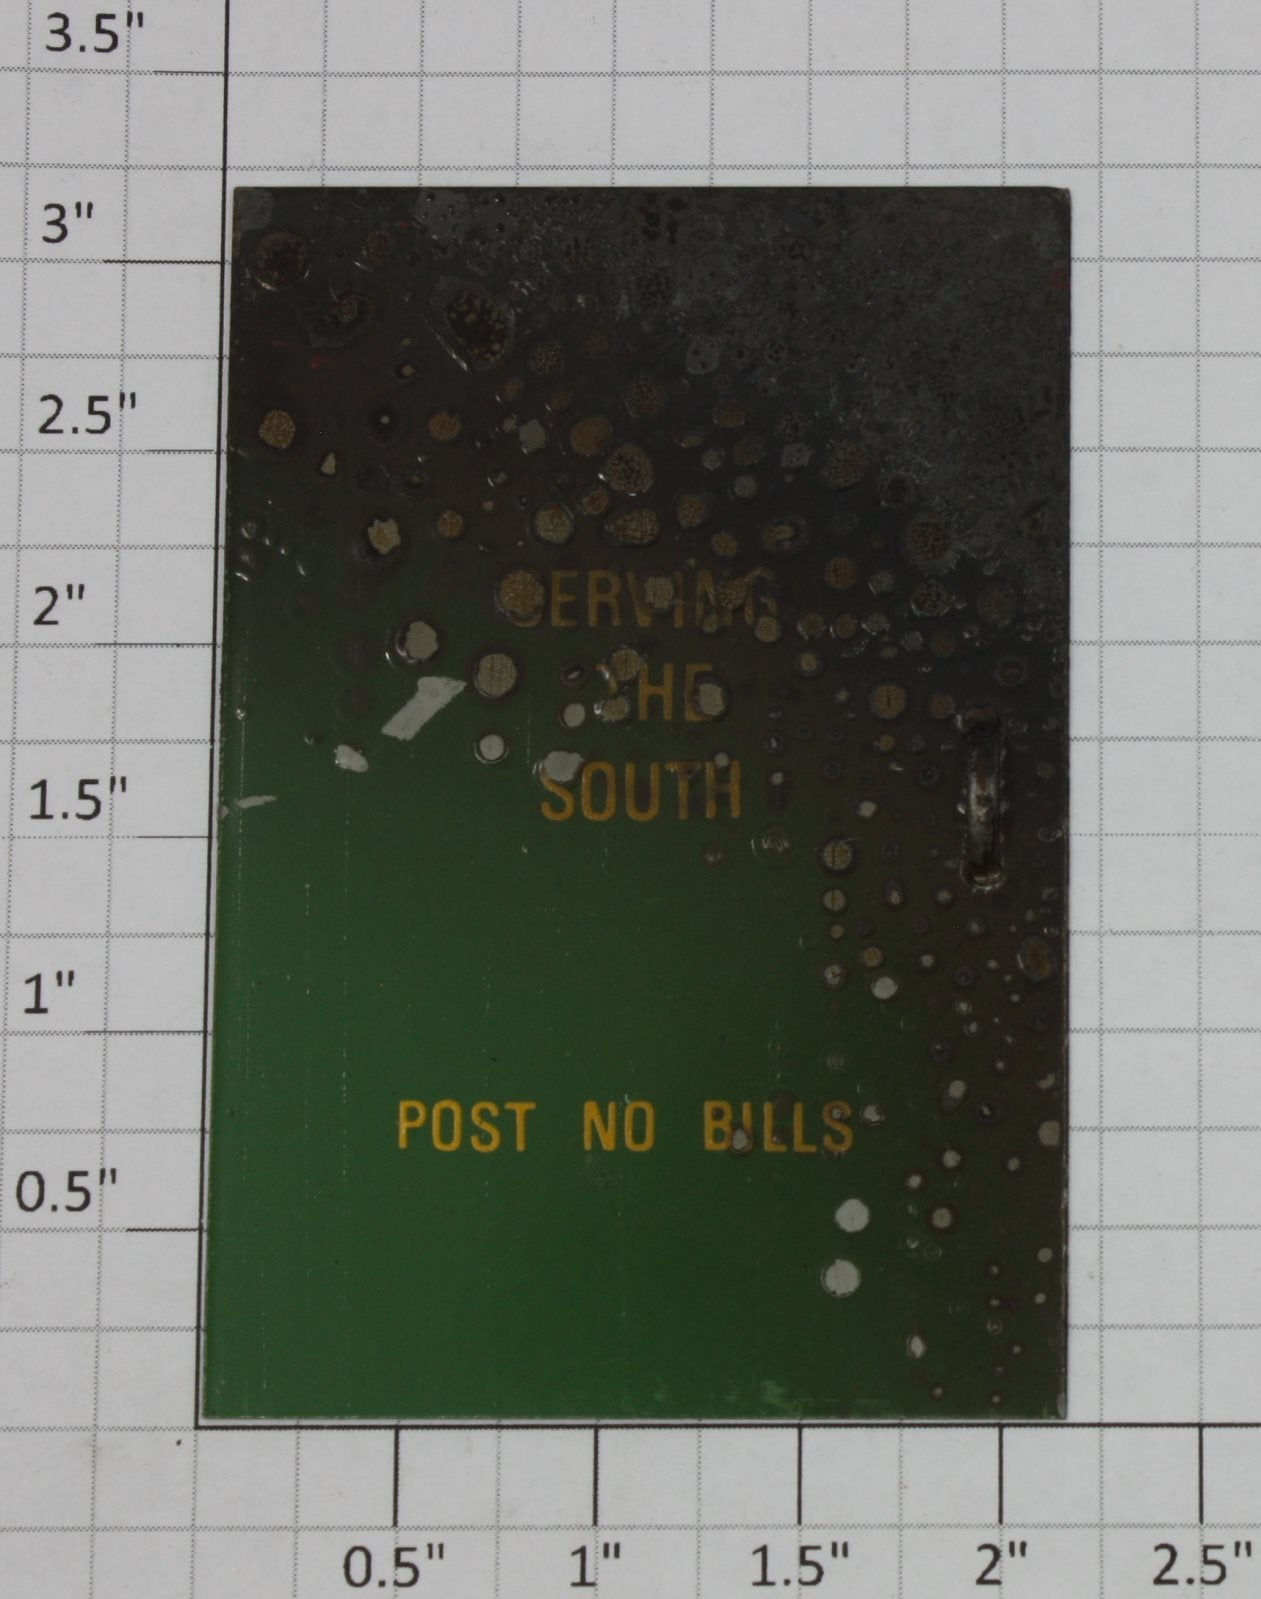 3.5"
3"
2.5"
2"
1.5"
1"
0.5"
SERVING
THE
SOUTH
POST NO BILLS
0.5" 1" 1.5" 2" 2.5"